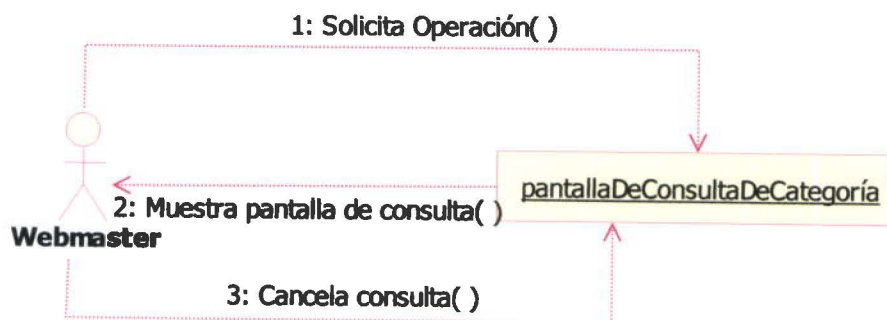 1: Solicita Operación( )
pantallaDeConsultaDeCategoría
2: Muestra pantalla de consulta( )
Webmaster
3: Cancela consulta( )